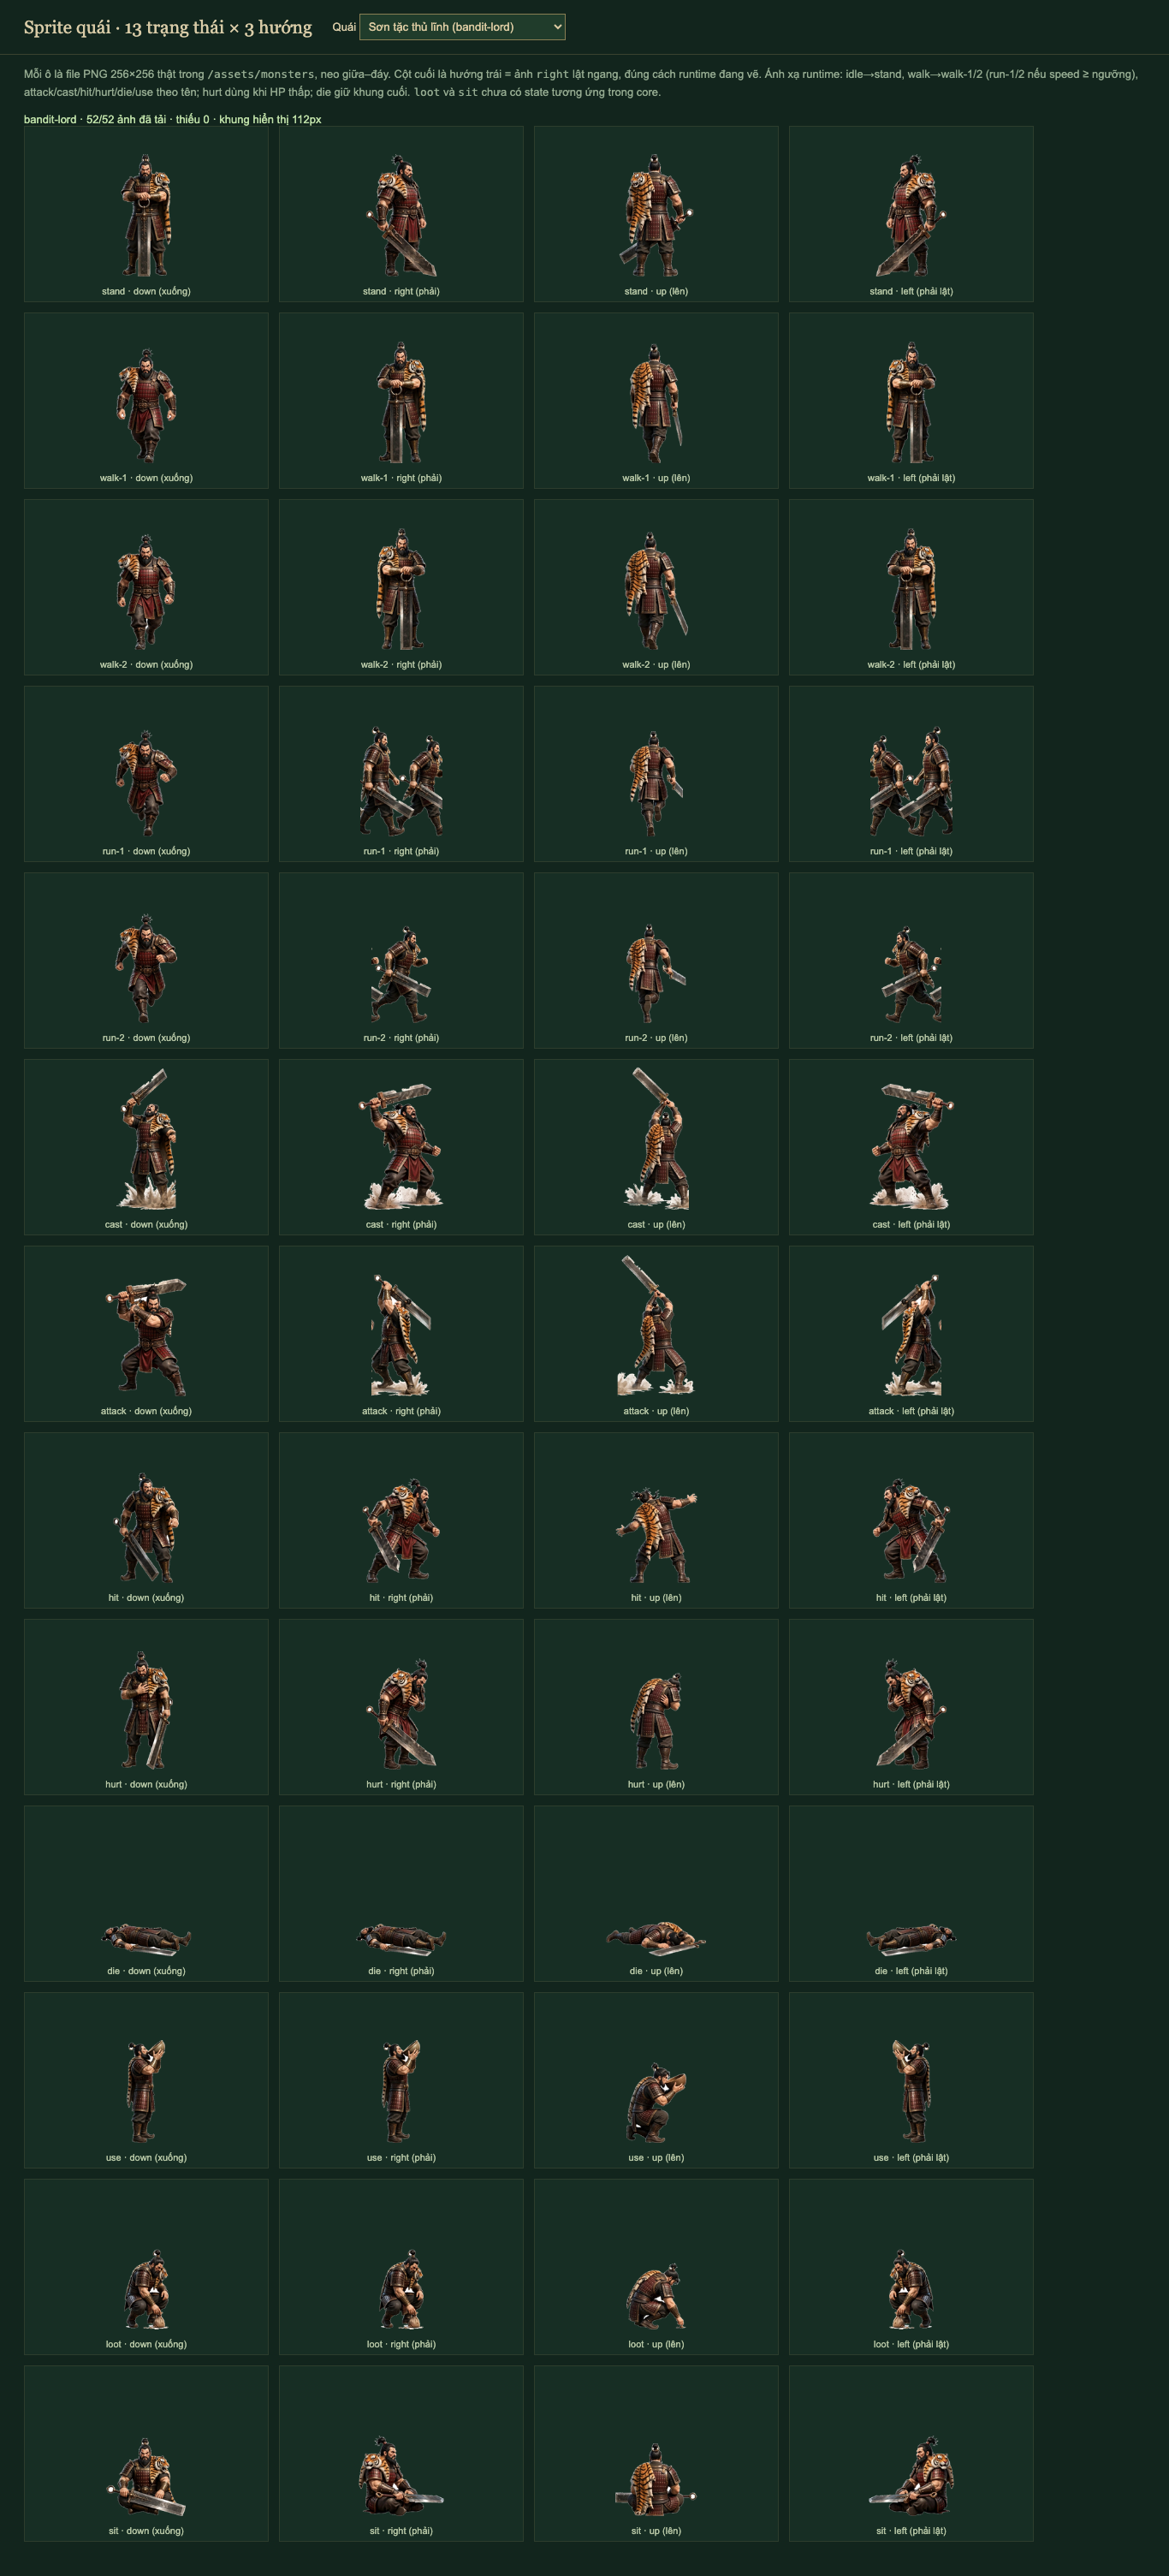 Sprite quái · 13 trạng thái × 3 hướng
Quái
Sơn tặc thủ lĩnh (bandit-lord)
Mỗi ô là file PNG 256×256 thật trong /assets/monsters, neo giữa–đáy. Cột cuối là hướng trái = ảnh right lật ngang, đúng cách runtime đang vẽ. Ánh xạ runtime: idle→stand, walk→walk-1/2 (run-1/2 nếu speed ≥ ngưỡng),
attack/cast/hit/hurt/die/use theo tên; hurt dùng khi HP thấp; die giữ khung cuối. loot và sit chưa có state tương ứng trong core.
bandit-lord · 52/52 ảnh đã tải · thiếu 0 · khung hiển thị 112px
stand · down (xuống)
stand · right (phải)
stand · up (lên)
stand · left (phải lật)
walk-1 · down (xuống)
walk-1 · right (phải)
walk-1 · up (lên)
walk-1 · left (phải lật)
walk-2 · down (xuống)
walk-2 · right (phải)
walk-2 · up (lên)
walk-2 · left (phải lật)
run-1 · down (xuống)
run-1 · right (phải)
run-1 · up (lên)
run-1 · left (phải lật)
run-2 · down (xuống)
run-2 · right (phải)
run-2 · up (lên)
run-2 · left (phải lật)
cast · down (xuống)
cast · right (phải)
cast · up (lên)
cast · left (phải lật)
attack · down (xuống)
attack · right (phải)
attack · up (lên)
attack · left (phải lật)
hit · down (xuống)
hit · right (phải)
hit · up (lên)
hit · left (phải lật)
hurt · down (xuống)
hurt · right (phải)
hurt · up (lên)
hurt · left (phải lật)
die · down (xuống)
die · right (phải)
die · up (lên)
die · left (phải lật)
use · down (xuống)
use · right (phải)
use · up (lên)
use · left (phải lật)
loot · down (xuống)
loot · right (phải)
loot · up (lên)
loot · left (phải lật)
sit · down (xuống)
sit · right (phải)
sit · up (lên)
sit · left (phải lật)